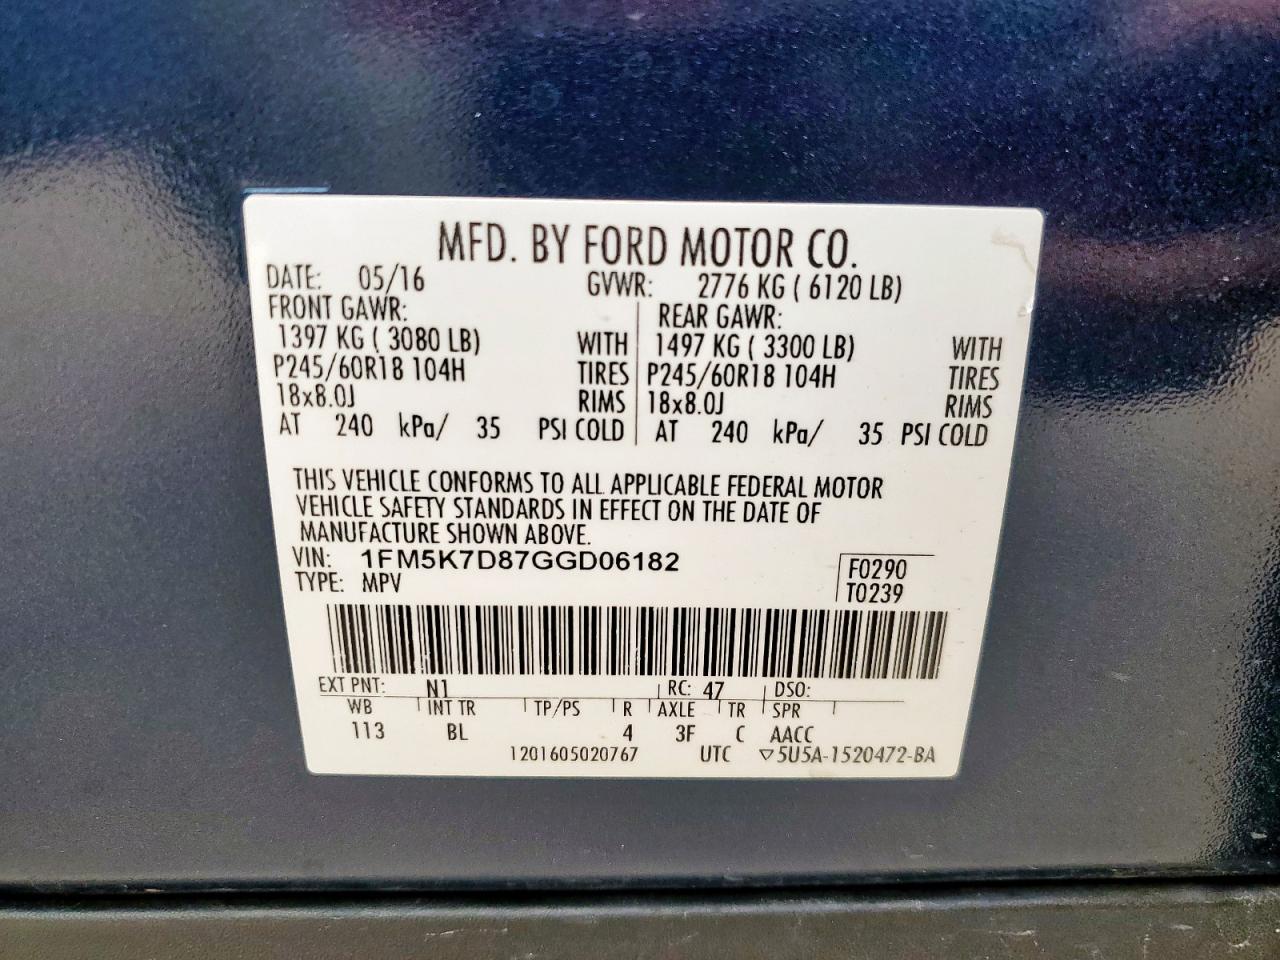 MFD. BY FORD MOTOR CO.
DATE: 05/16 GVWR: 2776 KG ( 6120 LB)
FRONT GAWR: REAR GAWR:
1397 KG ( 3080 LB) WITH 1497 KG ( 3300 LB) WITH
P245/60R18 104H TIRES P245/60R18 104H TIRES
18x8.0J RIMS 18x8.0J RIMS
AT 240 kPa/ 35 PSI COLD AT 240 kPa/ 35 PSI COLD
THIS VEHICLE CONFORMS TO ALL APPLICABLE FEDERAL MOTOR
VEHICLE SAFETY STANDARDS IN EFFECT ON THE DATE OF
MANUFACTURE SHOWN ABOVE.
VIN: 1FM5K7D87GGD06182 F0290
TYPE: MPV T0239
EXT PNT: N1 RC: 47 DSO:
WB INT TR TP/PS R AXLE TR SPR
113 BL 4 3F C AACC
1201605020767 UTC ▽5U5A-1520472-BA